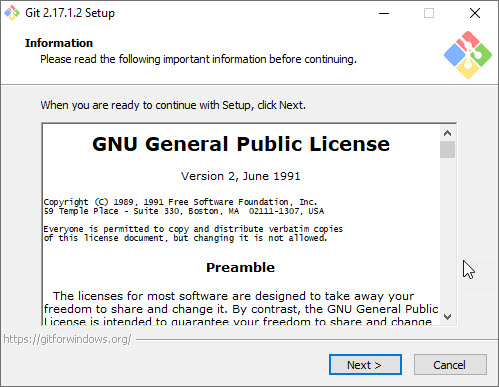 Git 2.17.1.2 Setup
Information
Please read the following important information before continuing.
When you are ready to continue with Setup, click Next.
GNU General Public License
Version 2, June 1991
Copyright (C) 1989, 1991 Free Software Foundation, Inc.
59 Temple Place - Suite 330, Boston, MA  02111-1307, USA
Everyone is permitted to copy and distribute verbatim copies
of this license document, but changing it is not allowed.
Preamble
The licenses for most software are designed to take away your
freedom to share and change it. By contrast, the GNU General Public
License is intended to guarantee your freedom to share and change
https://gitforwindows.org/
Next >
Cancel